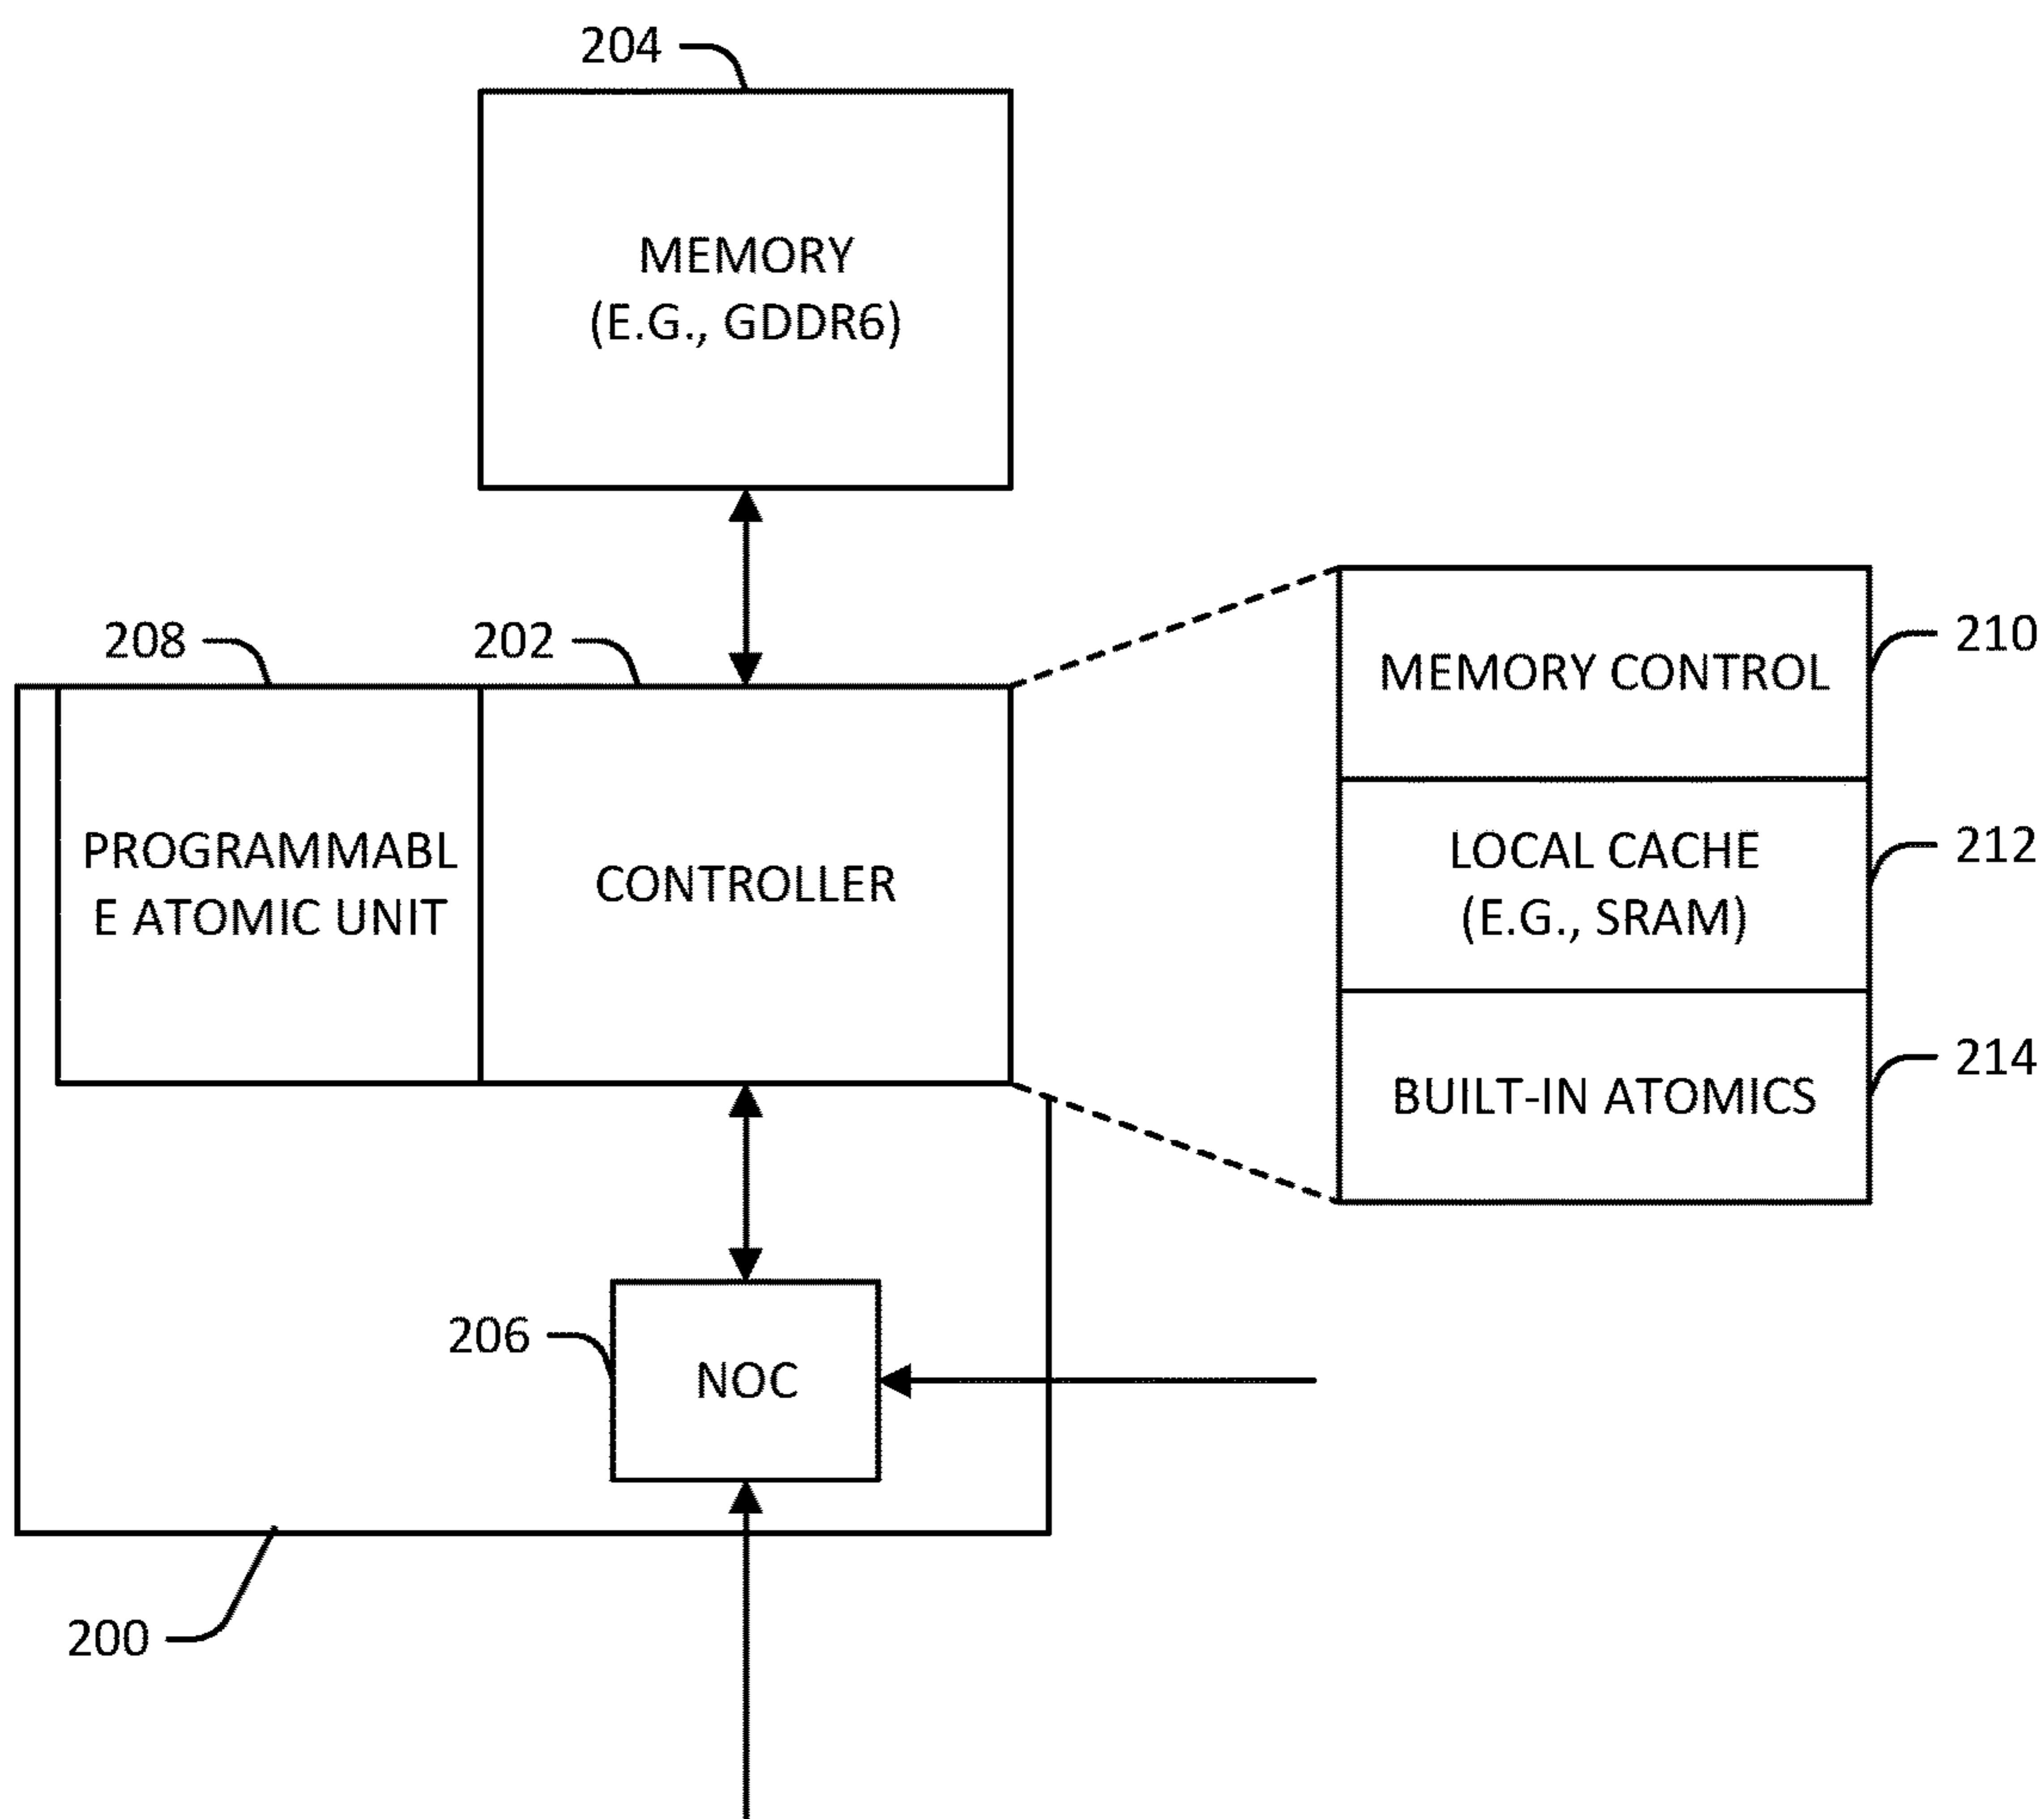 204
MEMORY
(E.G., GDDR6)
208
202
210
MEMORY CONTROL
PROGRAMMABL
E ATOMIC UNIT
CONTROLLER
LOCAL CACHE
(E.G., SRAM)
212
214
BUILT-IN ATOMICS
206
NOC
200